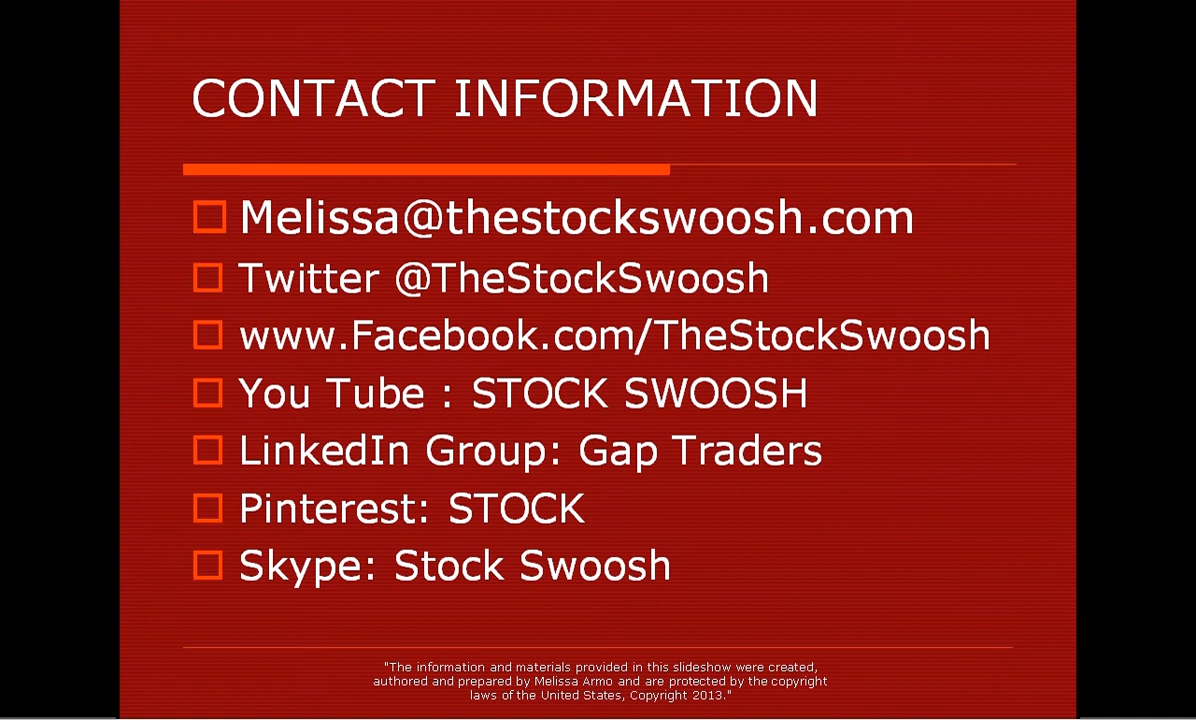 CONTACT INFORMATION
Melissa@thestockswoosh.com
Twitter @TheStockSwoosh
www.Facebook.com/TheStockSwoosh
You Tube : STOCK SWOOSH
LinkedIn Group: Gap Traders
Pinterest: STOCK
Skype: Stock Swoosh
"The information and materials provided in this slideshow were created,
authored and prepared by Melissa Armo and are protected by the copyright
laws of the United States, Copyright 2013."